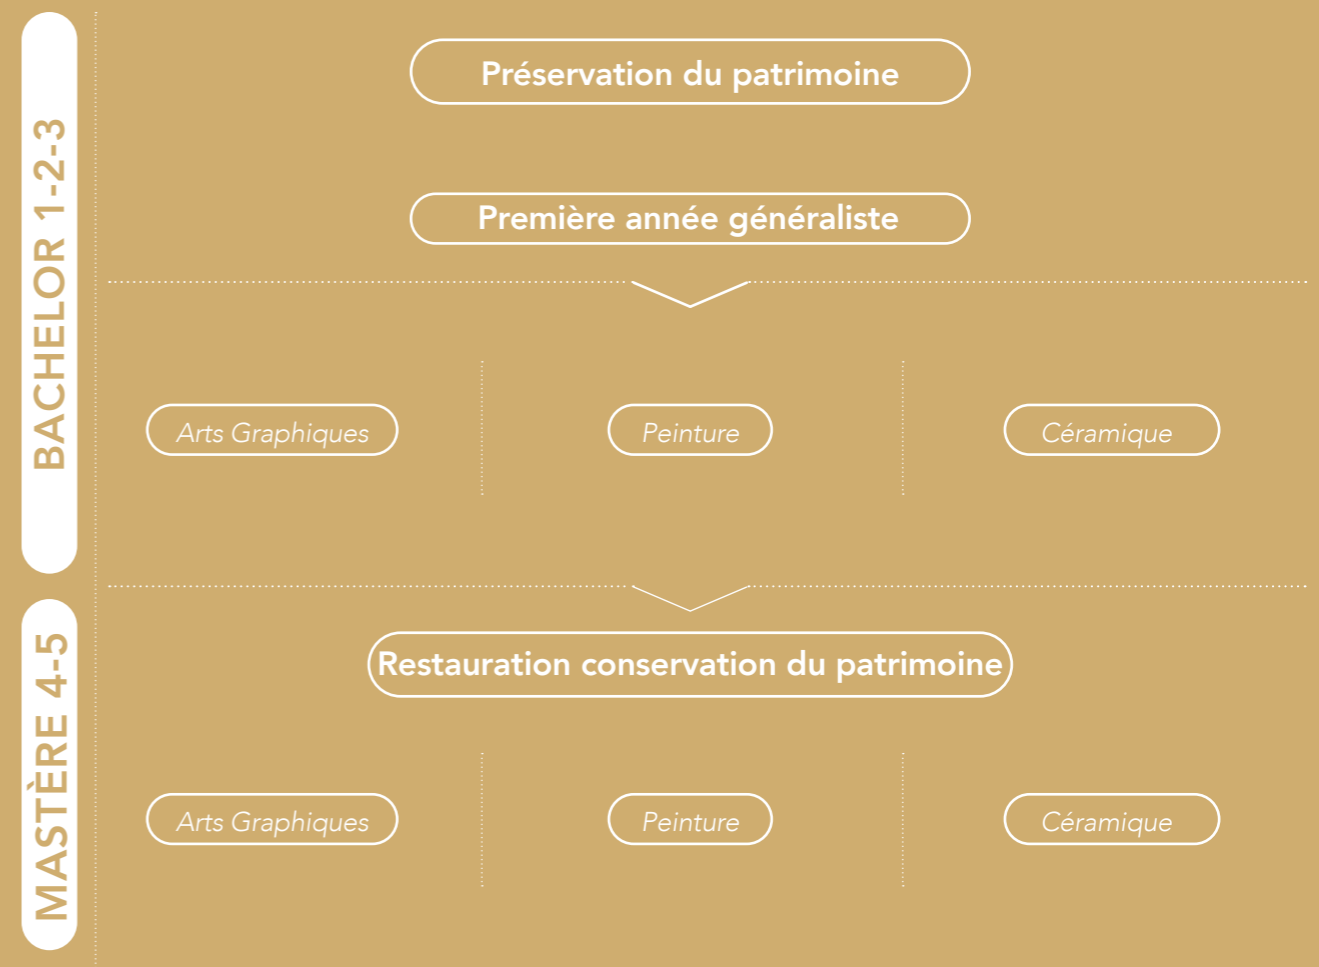 BACHELOR 1-2-3
Préservation du patrimoine
Première année généraliste
Arts Graphiques
Peinture
Céramique
MASTÈRE 4-5
Restauration conservation du patrimoine
Arts Graphiques
Peinture
Céramique